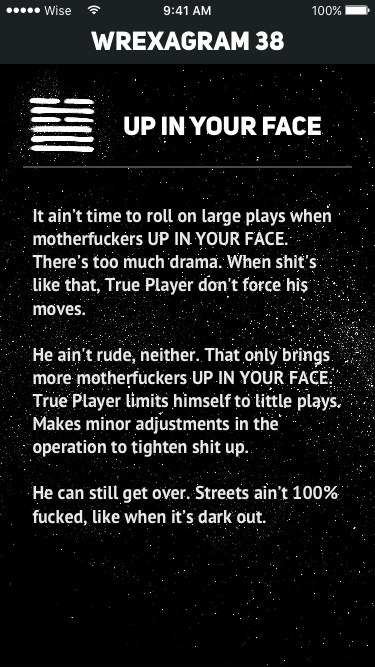 Wise 9:41 AM 100%
WREXAGRAM 38
UP IN YOUR FACE
It ain't time to roll on large plays when
motherfuckers UP IN YOUR FACE.
There's too much drama. When shit's
like that, True Player don't force his
moves.
He ain't rude, neither. That only brings
more motherfuckers UP IN YOUR FACE.
True Player limits himself to little plays.
Makes minor adjustments in the
operation to tighten shit up.
He can still get over. Streets ain't 100%
fucked, like when it's dark out.